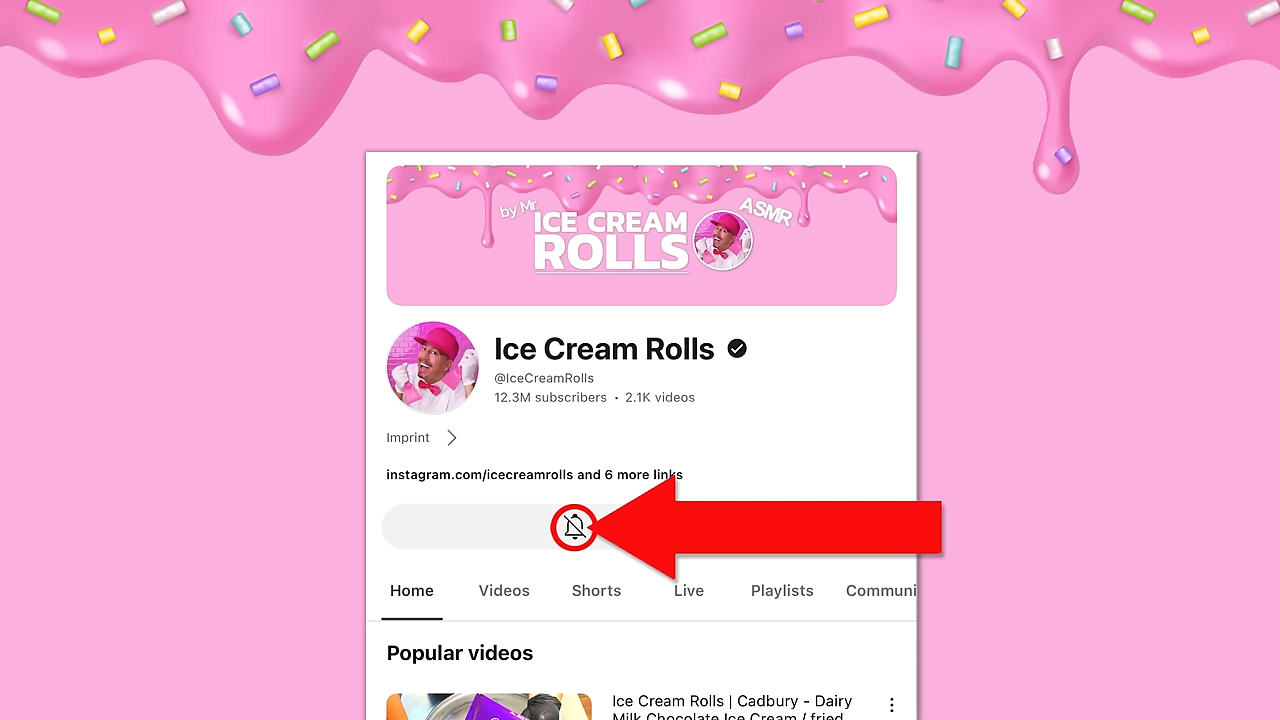 by Mr.
ICE CREAM
ROLLS
ASMR
Ice Cream Rolls
@IceCreamRolls
12.3M subscribers • 2.1K videos
Imprint
instagram.com/icecreamrolls and 6 more links
Home Videos Shorts Live Playlists Communi
Popular videos
Ice Cream Rolls | Cadbury - Dairy
Milk Chocolate Ice Cream / fried